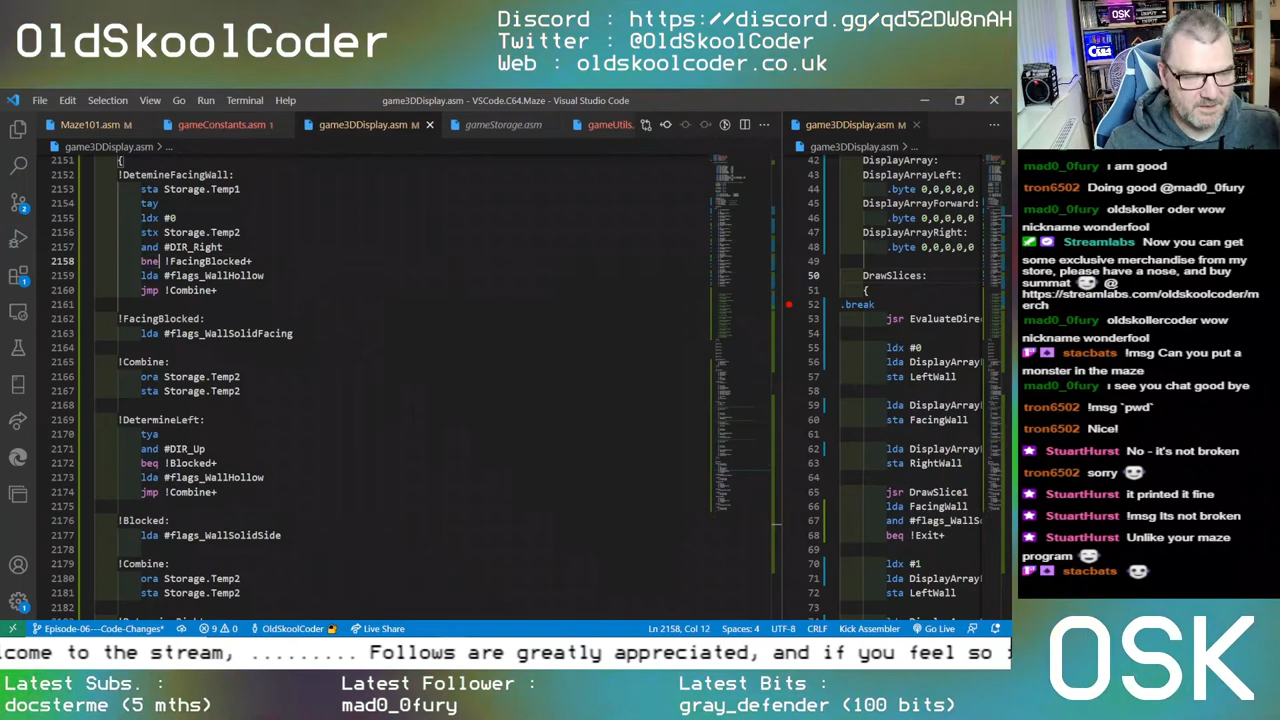 OldSkoolCoder
Discord : https://discord.gg/qd52DW8nAH
Twitter : @OldSkoolCoder
Web : oldskoolcoder.co.uk
File Edit Selection View Go Run Terminal Help
game3DDisplay.asm - VSCode.C64.Maze - Visual Studio Code
Maze101.asm M
gameConstants.asm 1
game3DDisplay.asm M
gameStorage.asm
gameUtils.
game3DDisplay.asm M
game3DDisplay.asm > ...
game3DDisplay.asm > ...
2151 {
2152 !DetemineFacingWall:
2153 sta Storage.Temp1
2154 tay
2155 ldx #0
2156 stx Storage.Temp2
2157 and #DIR_Right
2158 bne !FacingBlocked+
2159 lda #flags_WallHollow
2160 jmp !Combine+
2161
2162 !FacingBlocked:
2163 lda #flags_WallSolidFacing
2164
2165 !Combine:
2166 ora Storage.Temp2
2167 sta Storage.Temp2
2168
2169 !DetermineLeft:
2170 tya
2171 and #DIR_Up
2172 beq !Blocked+
2173 lda #flags_WallHollow
2174 jmp !Combine+
2175
2176 !Blocked:
2177 lda #flags_WallSolidSide
2178
2179 !Combine:
2180 ora Storage.Temp2
2181 sta Storage.Temp2
2182
42 DisplayArray:
43 DisplayArrayLeft:
44 byte 0,0,0,0,0
45 DisplayArrayForward:
46 byte 0,0,0,0,0
47 DisplayArrayRight:
48 byte 0,0,0,0,0
49
50 DrawSlices:
51 {
52 .break
53 jsr EvaluateDire
54
55 ldx #0
56 lda DisplayArray
57 sta LeftWall
58
59 lda DisplayArray
60 sta FacingWall
61
62 lda DisplayArray
63 sta RightWall
64
65 jsr DrawSlice1
66 lda FacingWall
67 and #flags_WallS
68 beq !Exit+
69
70 ldx #1
71 lda DisplayArray
72 sta LeftWall
73
mad0_0fury i am good
tron6502 Doing good @mad0_0fury
mad0_0fury oldskoller oder wow
nickname wonderfool
Streamlabs Now you can get
some exclusive merchandise from my
store, please have a nose, and buy
summat @
https://streamlabs.com/oldskoolcoder/m
erch
mad0_0fury oldskollercoder wow
nickname wonderfool
stacbats !msg Can you put a
monster in the maze
mad0_0fury i see you chat good bye
tron6502 !msg `pwd`
tron6502 Nice!
StuartHurst No - it's not broken
tron6502 sorry
StuartHurst it printed it fine
StuartHurst !msg Its not broken
StuartHurst Unlike your maze
program
stacbats
Episode-06---Code-Changes* 9 0 OldSkoolCoder Live Share
Ln 2158, Col 12 Spaces: 4 UTF-8 CRLF Kick Assembler Go Live
lcome to the stream, ......... Follows are greatly appreciated, and if you feel so
Latest Subs. :
docsterme (5 mths)
Latest Follower :
mad0_0fury
Latest Bits :
gray_defender (100 bits)
OSK